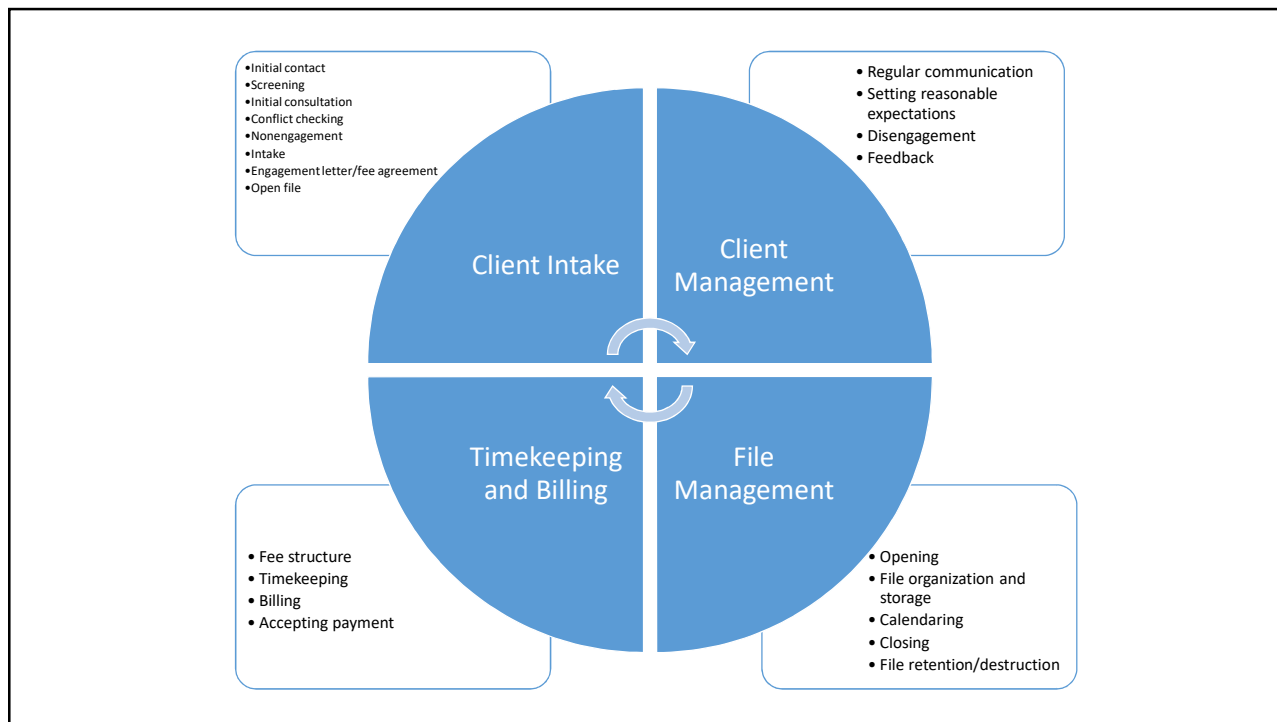 •Initial contact
•Screening
•Initial consultation
•Conflict checking
•Nonengagement
•Intake
•Engagement letter/fee agreement
•Open file
• Regular communication
• Setting reasonable
expectations
• Disengagement
• Feedback
Client Intake
Client
Management
Timekeeping
and Billing
File
Management
• Fee structure
• Timekeeping
• Billing
• Accepting payment
• Opening
• File organization and
storage
• Calendaring
• Closing
• File retention/destruction